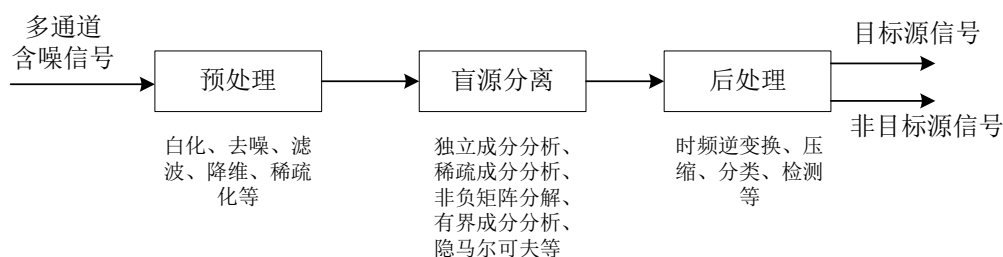 多通道
含噪信号
预处理
白化、去噪、滤
波、降维、稀疏
化等
盲源分离
独立成分分析、
稀疏成分分析、
非负矩阵分解、
有界成分分析、
隐马尔可夫等
后处理
时频逆变换、压
缩、分类、检测
等
目标源信号
非目标源信号